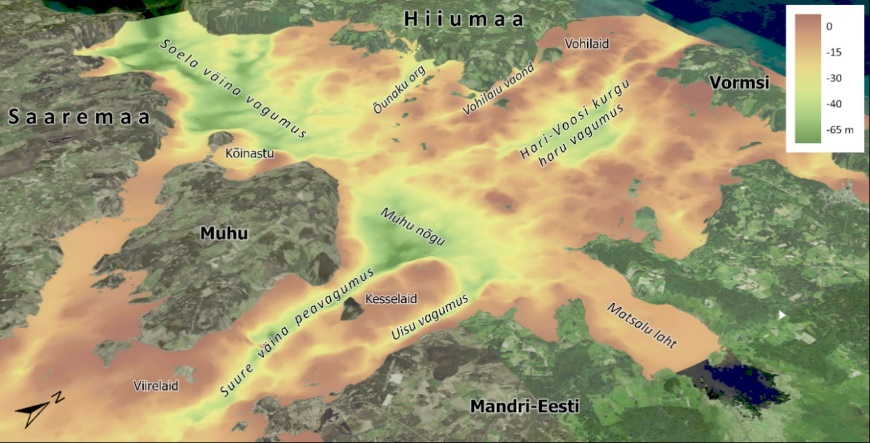 Hiiumaa
Soela väina vagumus
Vohilaid
Õunaku org
Vohilaiu vaond
Vormsi
Saaremaa
Hari-Voosi kurgu
haru vagumus
Kõinastu
Muhu
Muhu nõgu
Suure väina peavagumus
Kesselaid
Uisu vagumus
Matsalu laht
Viirelaid
Mandri-Eesti
N
0
-15
-30
-40
-65 m